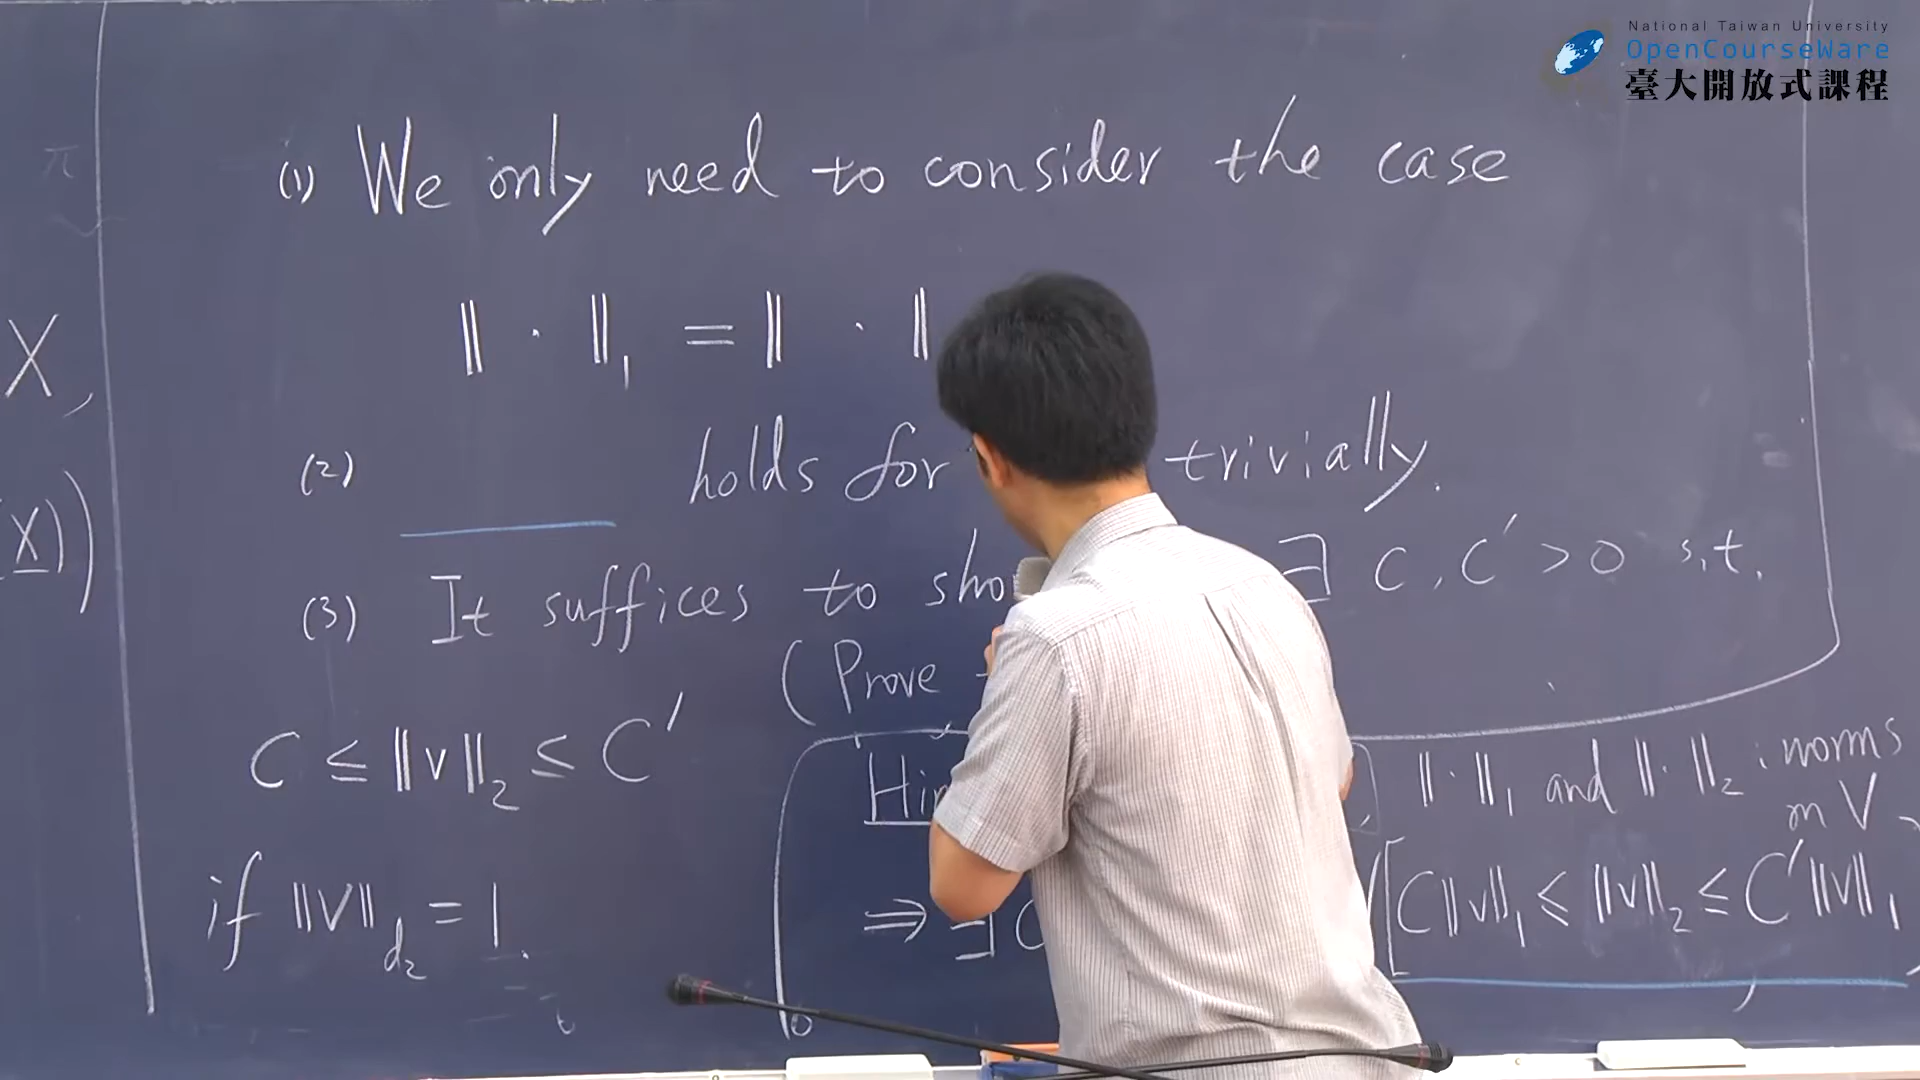 National Taiwan University
OpenCourseWare
臺大開放式課程
(1) We only need to consider the case
‖ · ‖₁ = ‖ · ‖
X,
(2) holds for trivially.
(X))
(3) It suffices to sho ∃ C, C' > 0 s.t.
(Prove
C ≤ ‖v‖₂ ≤ C'
Hin ‖·‖₁ and ‖·‖₂ : norms
on V
if ‖V‖_{d₂} = 1.
⇒ ∃ C [C‖v‖₁ ≤ ‖v‖₂ ≤ C'‖v‖₁